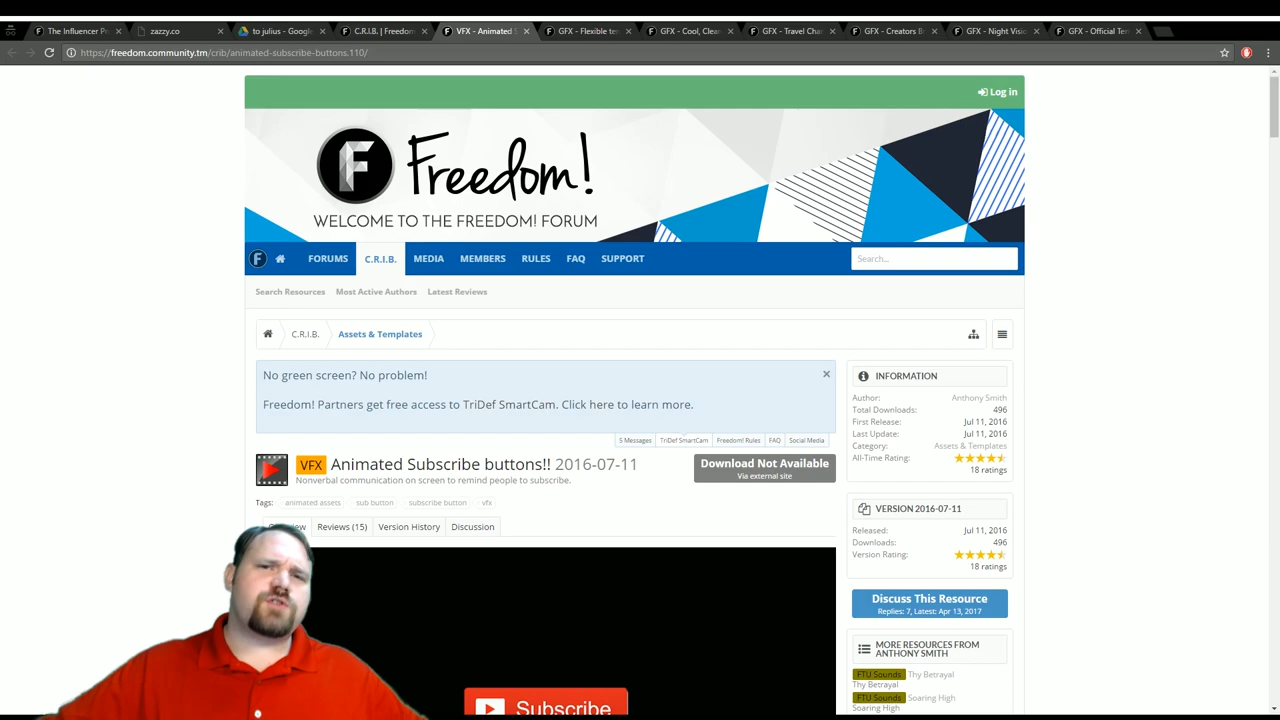 The Influencer Pr
zazzy.co
to julius - Google
C.R.I.B. | Freedom
VFX - Animated S
GFX - Flexible te
GFX - Cool, Clea
GFX - Travel Cha
GFX - Creators B
GFX - Night Visio
GFX - Official Te
https://freedom.community.tm/crib/animated-subscribe-buttons.110/
Log in
F Freedom!
WELCOME TO THE FREEDOM! FORUM
F FORUMS C.R.I.B. MEDIA MEMBERS RULES FAQ SUPPORT Search...
Search Resources Most Active Authors Latest Reviews
C.R.I.B. Assets & Templates
No green screen? No problem!
Freedom! Partners get free access to TriDef SmartCam. Click here to learn more.
5 Messages TriDef SmartCam Freedom! Rules FAQ Social Media
VFX Animated Subscribe buttons!! 2016-07-11
Nonverbal communication on screen to remind people to subscribe.
Download Not Available
Via external site
Tags: animated assets sub button subscribe button vfx
Reviews (15) Version History Discussion
Subscribe
INFORMATION
Author: Anthony Smith
Total Downloads: 496
First Release: Jul 11, 2016
Last Update: Jul 11, 2016
Category: Assets & Templates
All-Time Rating:
18 ratings
VERSION 2016-07-11
Released: Jul 11, 2016
Downloads: 496
Version Rating:
18 ratings
Discuss This Resource
Replies: 7, Latest: Apr 13, 2017
MORE RESOURCES FROM
ANTHONY SMITH
FTU Sounds Thy Betrayal
Thy Betrayal
FTU Sounds Soaring High
Soaring High